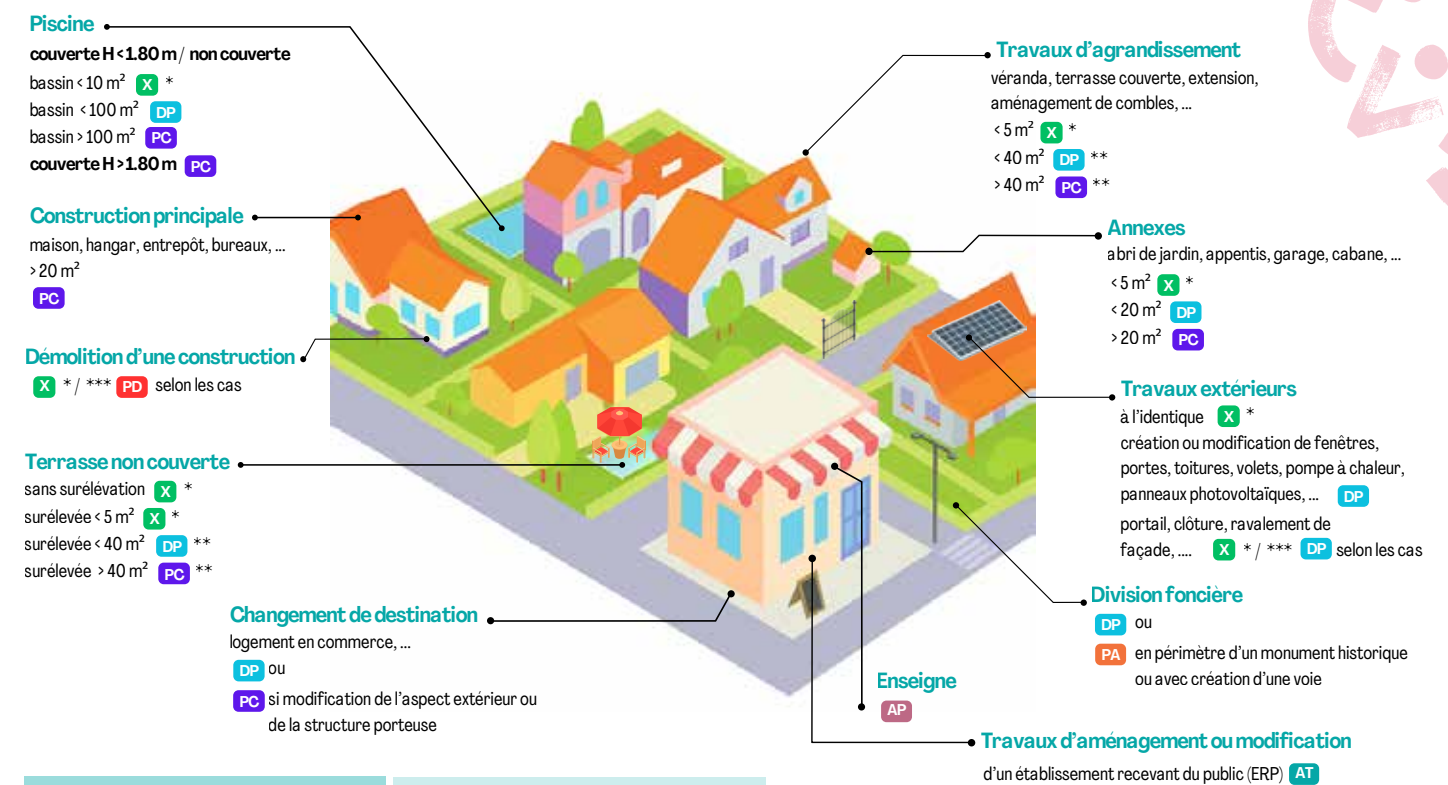 Piscine
couverte H < 1.80 m / non couverte
bassin < 10 m² X *
bassin < 100 m² DP
bassin > 100 m² PC
couverte H > 1.80 m PC
Construction principale
maison, hangar, entrepôt, bureaux, ...
> 20 m²
PC
Démolition d'une construction
X * / *** PD selon les cas
Terrasse non couverte
sans surélévation X *
surélevée < 5 m² X *
surélevée < 40 m² DP **
surélevée > 40 m² PC **
Changement de destination
logement en commerce, ...
DP ou
PC si modification de l'aspect extérieur ou
de la structure porteuse
Travaux d'agrandissement
véranda, terrasse couverte, extension,
aménagement de combles, ...
< 5 m² X *
< 40 m² DP **
> 40 m² PC **
Annexes
abri de jardin, appentis, garage, cabane, ...
< 5 m² X *
< 20 m² DP
> 20 m² PC
Travaux extérieurs
à l'identique X *
création ou modification de fenêtres,
portes, toitures, volets, pompe à chaleur,
panneaux photovoltaïques, ... DP
portail, clôture, ravalement de
façade, .... X * / *** DP selon les cas
Division foncière
DP ou
PA en périmètre d'un monument historique
ou avec création d'une voie
Enseigne
AP
Travaux d'aménagement ou modification
d'un établissement recevant du public (ERP) AT